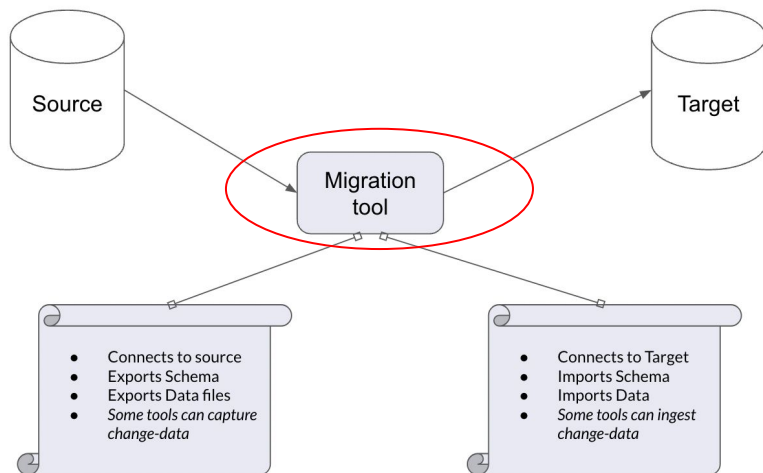 Source
Target
Migration
tool
● Connects to source
● Exports Schema
● Exports Data files
● Some tools can capture
change-data
● Connects to Target
● Imports Schema
● Imports Data
● Some tools can ingest
change-data